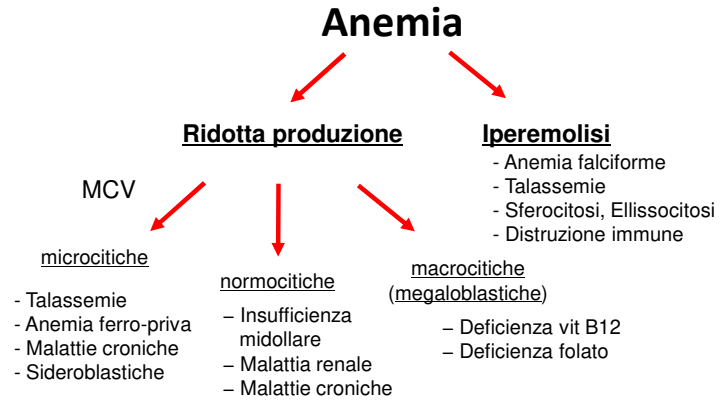 Anemia
Ridotta produzione
Iperemolisi
- Anemia falciforme
- Talassemie
- Sferocitosi, Ellissocitosi
- Distruzione immune
MCV
microcitiche
- Talassemie
- Anemia ferro-priva
- Malattie croniche
- Sideroblastiche
normocitiche
– Insufficienza
midollare
– Malattia renale
– Malattie croniche
macrocitiche
(megaloblastiche)
– Deficienza vit B12
– Deficienza folato